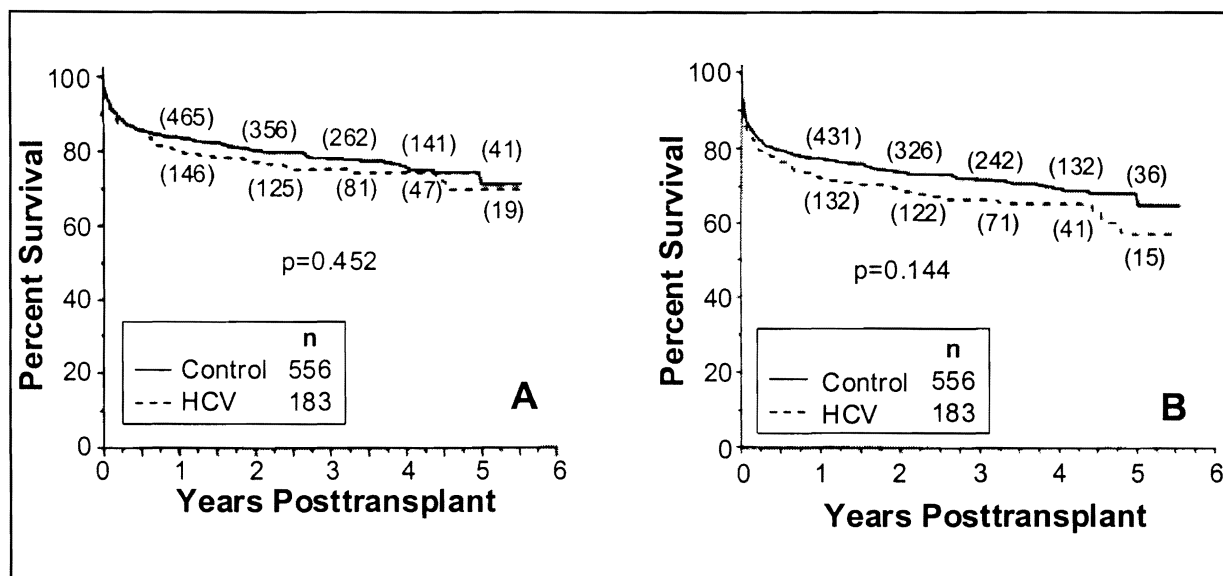 Percent Survival
100
80
60
40
20
0
(465)
(356)
(262)
(141)
(41)
(146)
(125)
(81)
(47)
(19)
p=0.452
n
Control 556
HCV 183
A
0 1 2 3 4 5 6
Years Posttransplant
Percent Survival
100
80
60
40
20
0
(431)
(326)
(242)
(132)
(36)
(132)
(122)
(71)
(41)
(15)
p=0.144
n
Control 556
HCV 183
B
0 1 2 3 4 5 6
Years Posttransplant